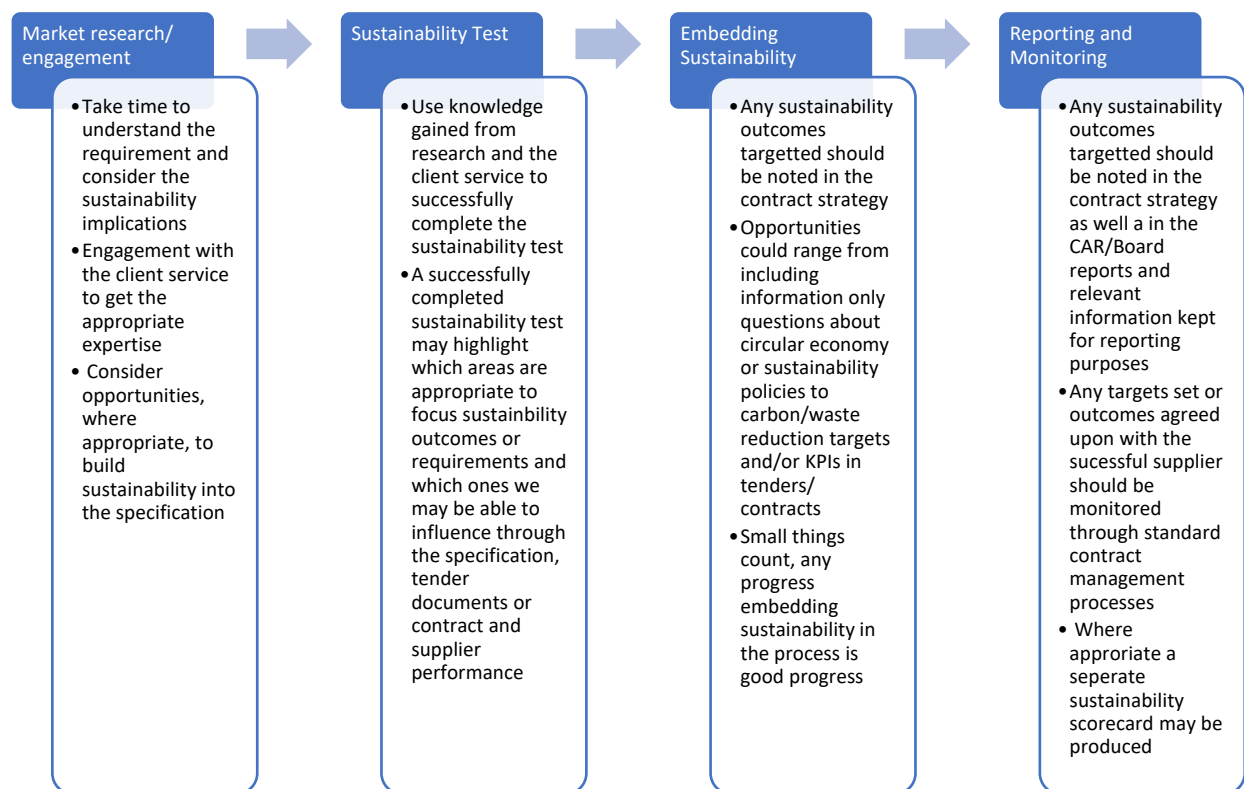 Market research/
engagement
•Take time to
understand the
requirement and
consider the
sustainability
implications
•Engagement with
the client service
to get the
appropriate
expertise
• Consider
opportunities,
where
appropriate, to
build
sustainability into
the specification
Sustainability Test
•Use knowledge
gained from
research and the
client service to
successfully
complete the
sustainability test
•A successfully
completed
sustainability test
may highlight
which areas are
appropriate to
focus sustainbility
outcomes or
requirements and
which ones we
may be able to
influence through
the specification,
tender
documents or
contract and
supplier
performance
Embedding
Sustainability
•Any sustainability
outcomes
targetted should
be noted in the
contract strategy
•Opportunities
could range from
including
information only
questions about
circular economy
or sustainability
policies to
carbon/waste
reduction targets
and/or KPIs in
tenders/
contracts
•Small things
count, any
progress
embedding
sustainability in
the process is
good progress
Reporting and
Monitoring
•Any sustainability
outcomes
targetted should
be noted in the
contract strategy
as well a in the
CAR/Board
reports and
relevant
information kept
for reporting
purposes
•Any targets set or
outcomes agreed
upon with the
sucessful supplier
should be
monitored
through standard
contract
management
processes
• Where
approriate a
seperate
sustainability
scorecard may be
produced